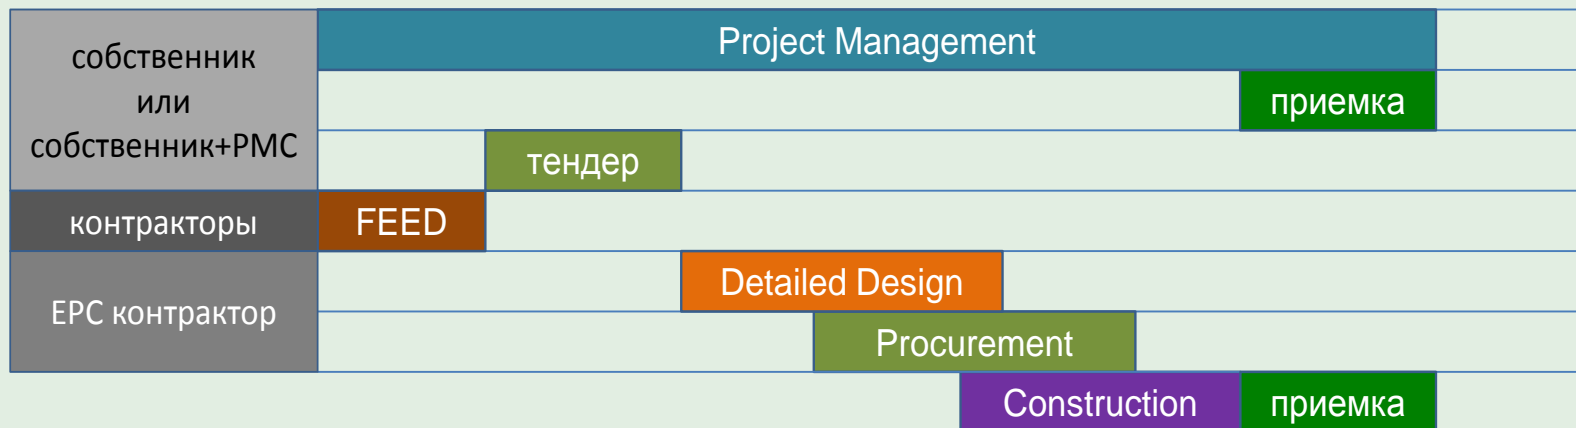 собственник
или
собственник+PMC
Project Management
приемка
тендер
контракторы
FEED
EPC контрактор
Detailed Design
Procurement
Construction
приемка